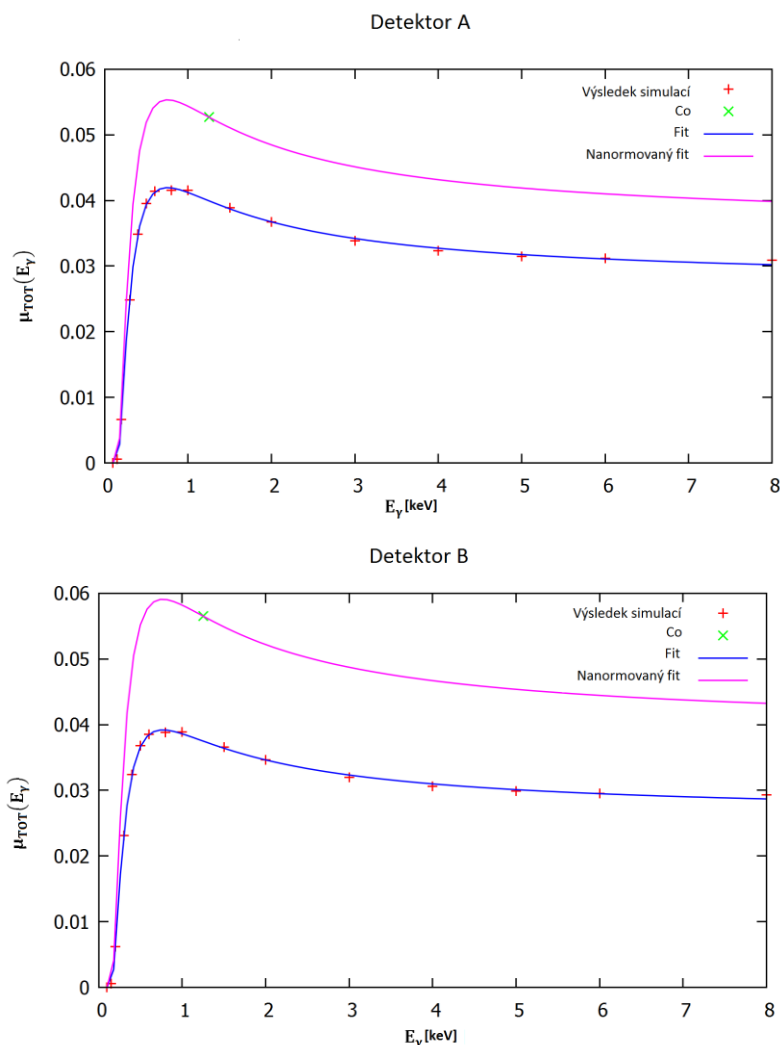 Detektor A
0.06
0.05
0.04
0.03
0.02
0.01
0
μTOT(Eγ)
Výsledek simulací
Co
Fit
Nanormovaný fit
0 1 2 3 4 5 6 7 8
Eγ[keV]
Detektor B
0.06
0.05
0.04
0.03
0.02
0.01
0
μTOT(Eγ)
Výsledek simulací
Co
Fit
Nanormovaný fit
0 1 2 3 4 5 6 7 8
Eγ[keV]